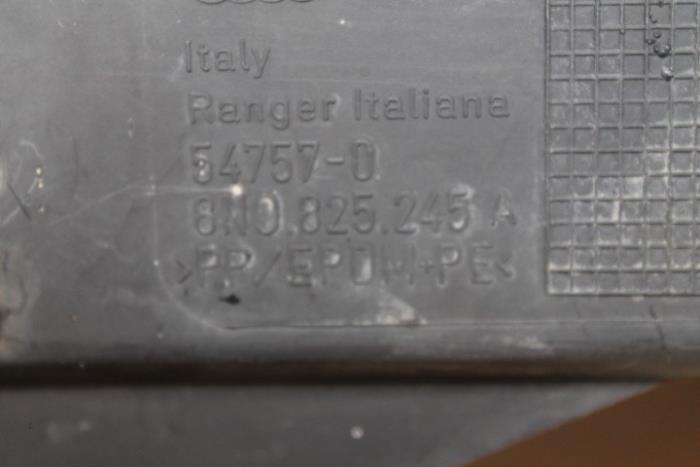 Italy
Ranger Italiana
54757-0
8N0.825.245 A
>PP/EPDM+PE<